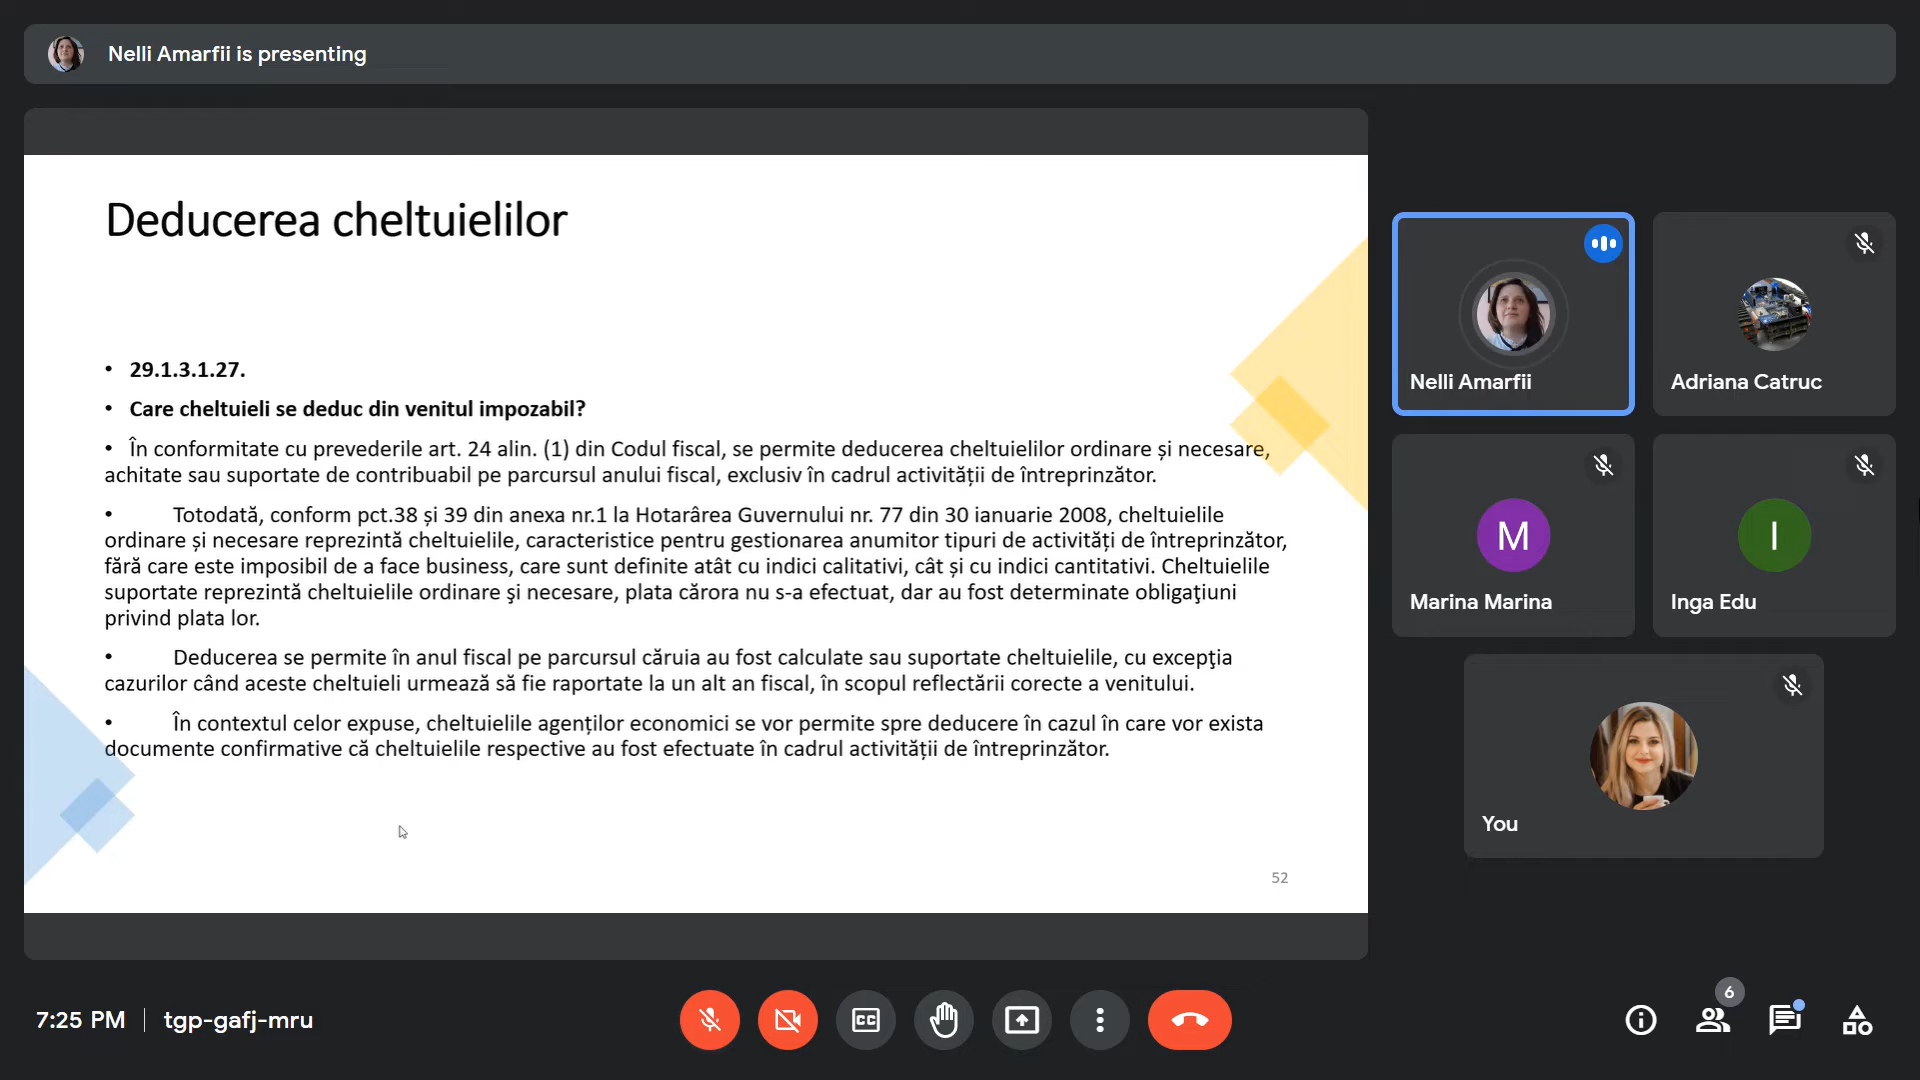 Nelli Amarfii is presenting
Deducerea cheltuielilor
• 29.1.3.1.27.
• Care cheltuieli se deduc din venitul impozabil?
• În conformitate cu prevederile art. 24 alin. (1) din Codul fiscal, se permite deducerea cheltuielilor ordinare și necesare,
achitate sau suportate de contribuabil pe parcursul anului fiscal, exclusiv în cadrul activității de întreprinzător.
• Totodată, conform pct.38 și 39 din anexa nr.1 la Hotarârea Guvernului nr. 77 din 30 ianuarie 2008, cheltuielile
ordinare și necesare reprezintă cheltuielile, caracteristice pentru gestionarea anumitor tipuri de activități de întreprinzător,
fără care este imposibil de a face business, care sunt definite atât cu indici calitativi, cât și cu indici cantitativi. Cheltuielile
suportate reprezintă cheltuielile ordinare şi necesare, plata cărora nu s-a efectuat, dar au fost determinate obligaţiuni
privind plata lor.
• Deducerea se permite în anul fiscal pe parcursul căruia au fost calculate sau suportate cheltuielile, cu excepţia
cazurilor când aceste cheltuieli urmează să fie raportate la un alt an fiscal, în scopul reflectării corecte a venitului.
• În contextul celor expuse, cheltuielile agenților economici se vor permite spre deducere în cazul în care vor exista
documente confirmative că cheltuielile respective au fost efectuate în cadrul activității de întreprinzător.
52
Nelli Amarfii
Adriana Catruc
M
Marina Marina
I
Inga Edu
You
7:25 PM | tgp-gafj-mru
CC
6